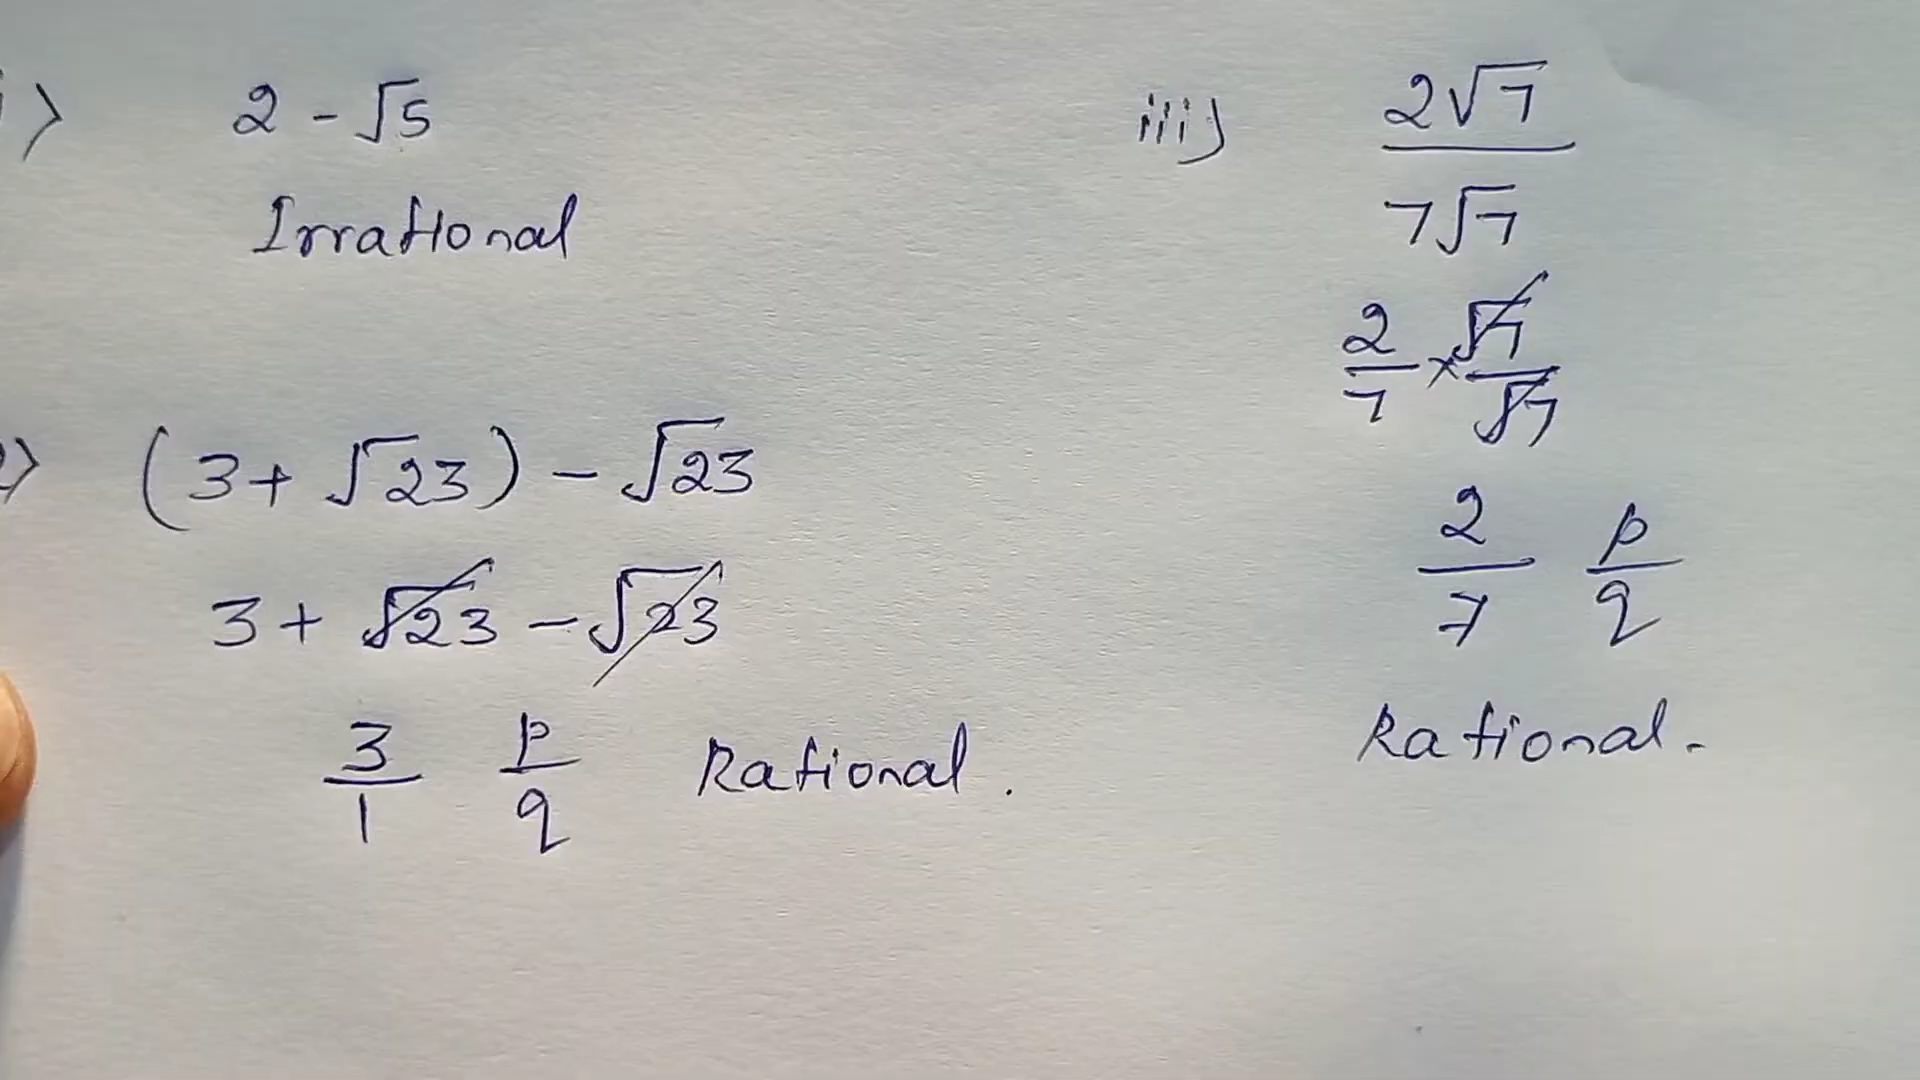 i) 2 - √5
Irrational
2) (3 + √23) - √23
3 + √23 - √23
3/1 p/q Rational.
iii) 2√7 / 7√7
2/7 × √7/√7
2/7 p/q
Rational.